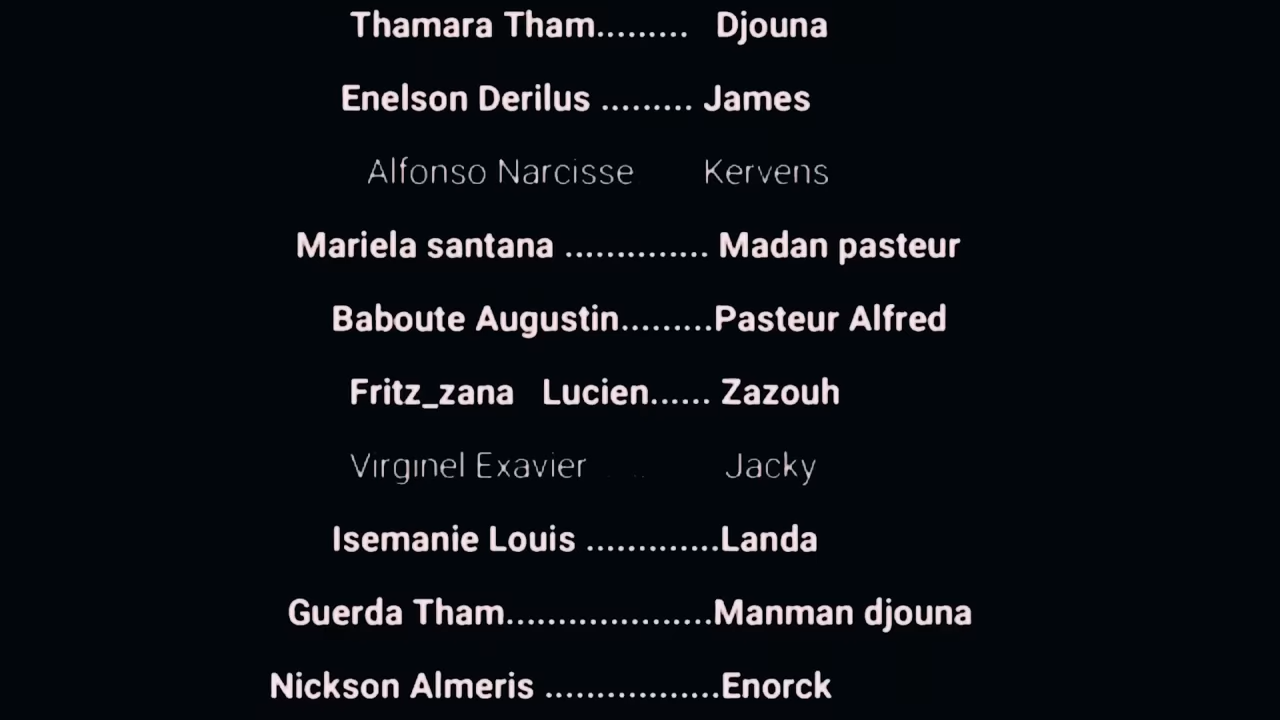 Thamara Tham......... Djouna
Enelson Derilus ......... James
Alfonso Narcisse Kervens
Mariela santana .............. Madan pasteur
Baboute Augustin.........Pasteur Alfred
Fritz_zana Lucien...... Zazouh
Virginel Exavier Jacky
Isemanie Louis .............Landa
Guerda Tham....................Manman djouna
Nickson Almeris .................Enorck